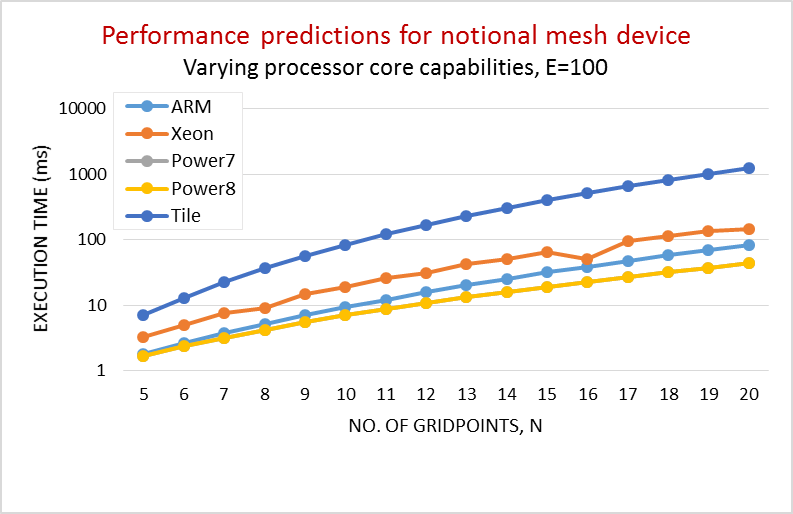 Performance predictions for notional mesh device
Varying processor core capabilities, E=100
EXECUTION TIME (ms)
10000
1000
100
10
1
ARM
Xeon
Power7
Power8
Tile
5 6 7 8 9 10 11 12 13 14 15 16 17 18 19 20
NO. OF GRIDPOINTS, N